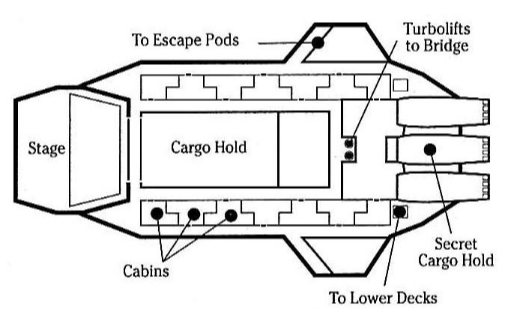 To Escape Pods
Turbolifts
to Bridge
Stage
Cargo Hold
Cabins
Secret
Cargo Hold
To Lower Decks